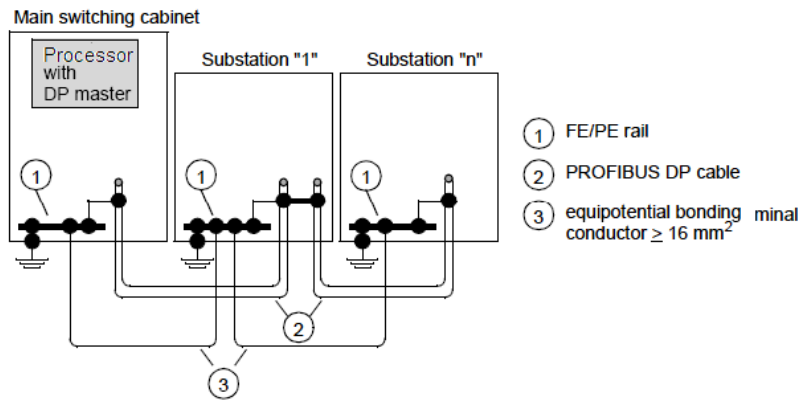 Main switching cabinet
Processor
with
DP master
Substation "1"
Substation "n"
1
1
1
1 FE/PE rail
2 PROFIBUS DP cable
3 equipotential bonding minal
conductor ≥ 16 mm²
2
3